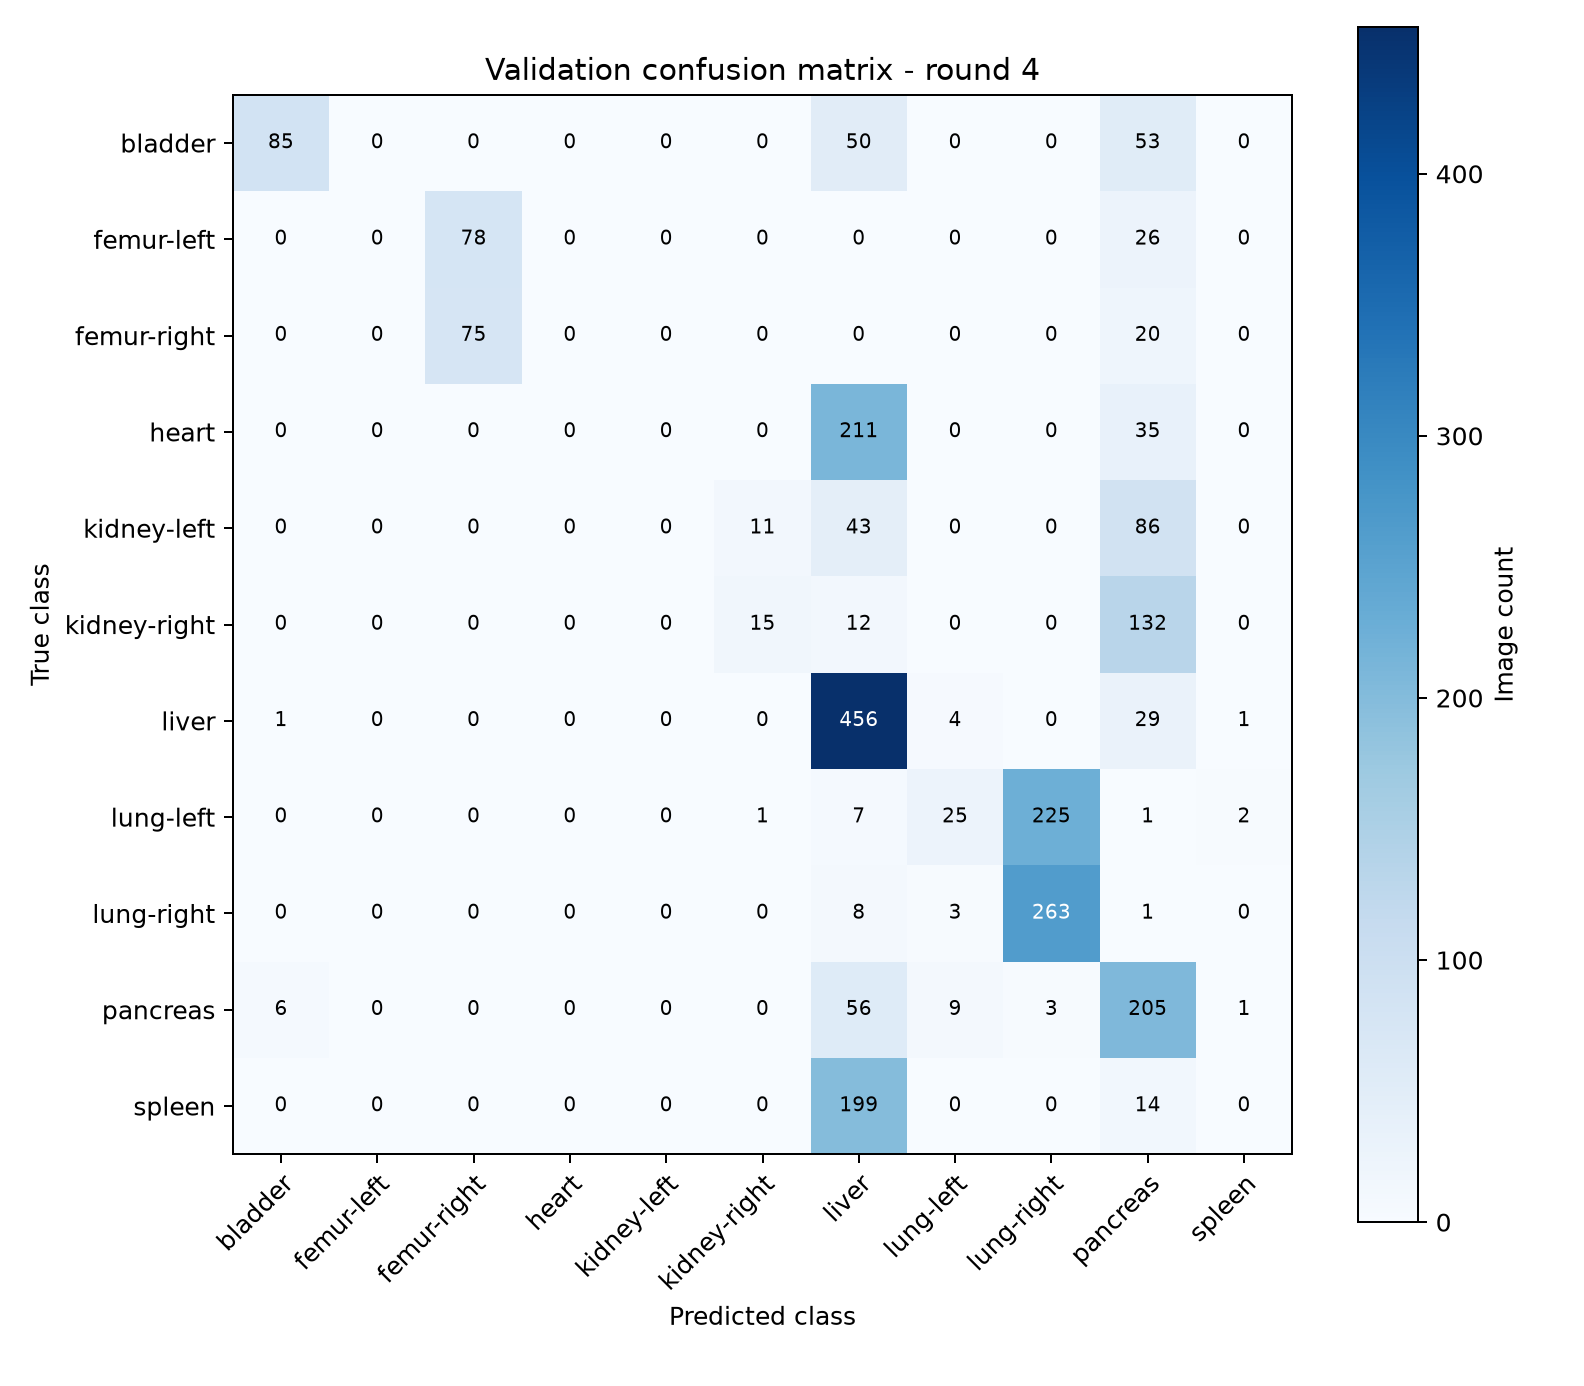 Validation confusion matrix - round 4
True class
bladder 85 0 0 0 0 0 50 0 0 53 0
femur-left 0 0 78 0 0 0 0 0 0 26 0
femur-right 0 0 75 0 0 0 0 0 0 20 0
heart 0 0 0 0 0 0 211 0 0 35 0
kidney-left 0 0 0 0 0 11 43 0 0 86 0
kidney-right 0 0 0 0 0 15 12 0 0 132 0
liver 1 0 0 0 0 0 456 4 0 29 1
lung-left 0 0 0 0 0 1 7 25 225 1 2
lung-right 0 0 0 0 0 0 8 3 263 1 0
pancreas 6 0 0 0 0 0 56 9 3 205 1
spleen 0 0 0 0 0 0 199 0 0 14 0
bladder femur-left femur-right heart kidney-left kidney-right liver lung-left lung-right pancreas spleen
Predicted class
400
300
200
100
0
Image count